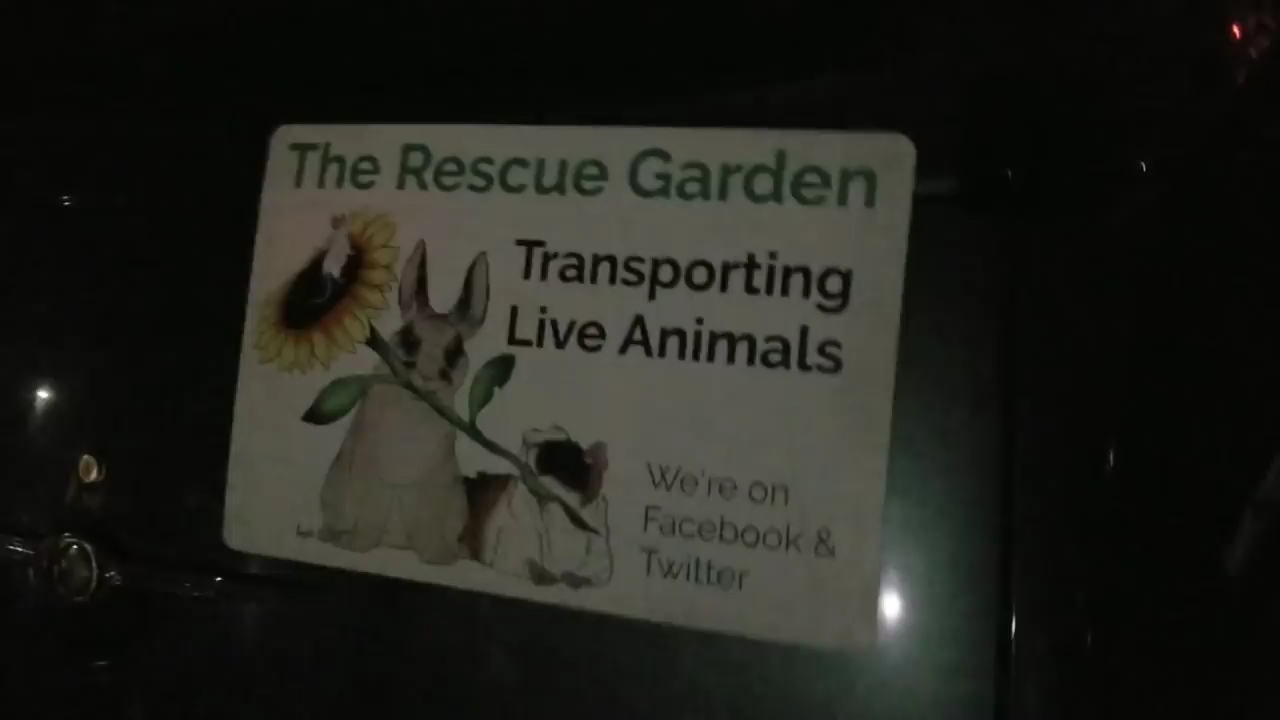 The Rescue Garden
Transporting
Live Animals
We're on
Facebook &
Twitter